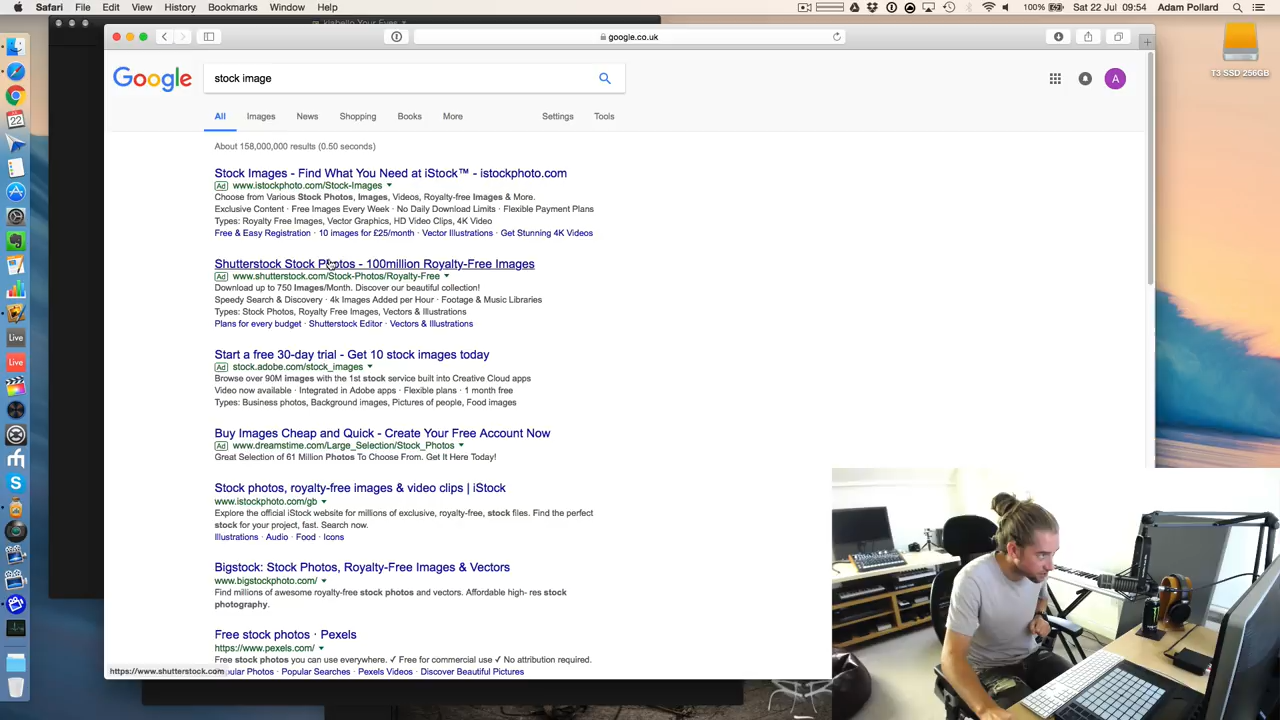 Safari File Edit View History Bookmarks Window Help
100% Sat 22 July 09:54 Adam Pollard
google.co.uk
T3 SSD 256GB
22
Google
stock image
A
All Images News Shopping Books More Settings Tools
About 158,000,000 results (0.50 seconds)
Stock Images - Find What You Need at iStock™ - istockphoto.com
Ad www.istockphoto.com/Stock-Images
Choose from Various Stock Photos, Images, Videos, Royalty-free Images & More.
Exclusive Content · Free Images Every Week · No Daily Download Limits · Flexible Payment Plans
Types: Royalty Free Images, Vector Graphics, HD Video Clips, 4K Video
Free & Easy Registration · 10 images for £25/month · Vector Illustrations · Get Stunning 4K Videos
Shutterstock Stock Photos - 100million Royalty-Free Images
Ad www.shutterstock.com/Stock-Photos/Royalty-Free
Download up to 750 Images/Month. Discover our beautiful collection!
Speedy Search & Discovery · 4k Images Added per Hour · Footage & Music Libraries
Types: Stock Photos, Royalty Free Images, Vectors & Illustrations
Plans for every budget · Shutterstock Editor · Vectors & Illustrations
Live
Start a free 30-day trial - Get 10 stock images today
Live
Ad stock.adobe.com/stock_images
Browse over 90M images with the 1st stock service built into Creative Cloud apps
Video now available · Integrated in Adobe apps · Flexible plans · 1 month free
Types: Business photos, Background images, Pictures of people, Food images
Buy Images Cheap and Quick - Create Your Free Account Now
Ad www.dreamstime.com/Large_Selection/Stock_Photos
Great Selection of 61 Million Photos To Choose From. Get It Here Today!
Stock photos, royalty-free images & video clips | iStock
www.istockphoto.com/gb
Explore the official iStock website for millions of exclusive, royalty-free, stock files. Find the perfect
stock for your project, fast. Search now.
Illustrations · Audio · Food · Icons
Bigstock: Stock Photos, Royalty-Free Images & Vectors
www.bigstockphoto.com/
Find millions of awesome royalty-free stock photos and vectors. Affordable high- res stock
photography.
Free stock photos · Pexels
https://www.pexels.com/
Free stock photos you can use everywhere. ✓ Free for commercial use ✓ No attribution required.
https://www.shutterstock.com
Photos · Popular Searches · Pexels Videos · Discover Beautiful Pictures